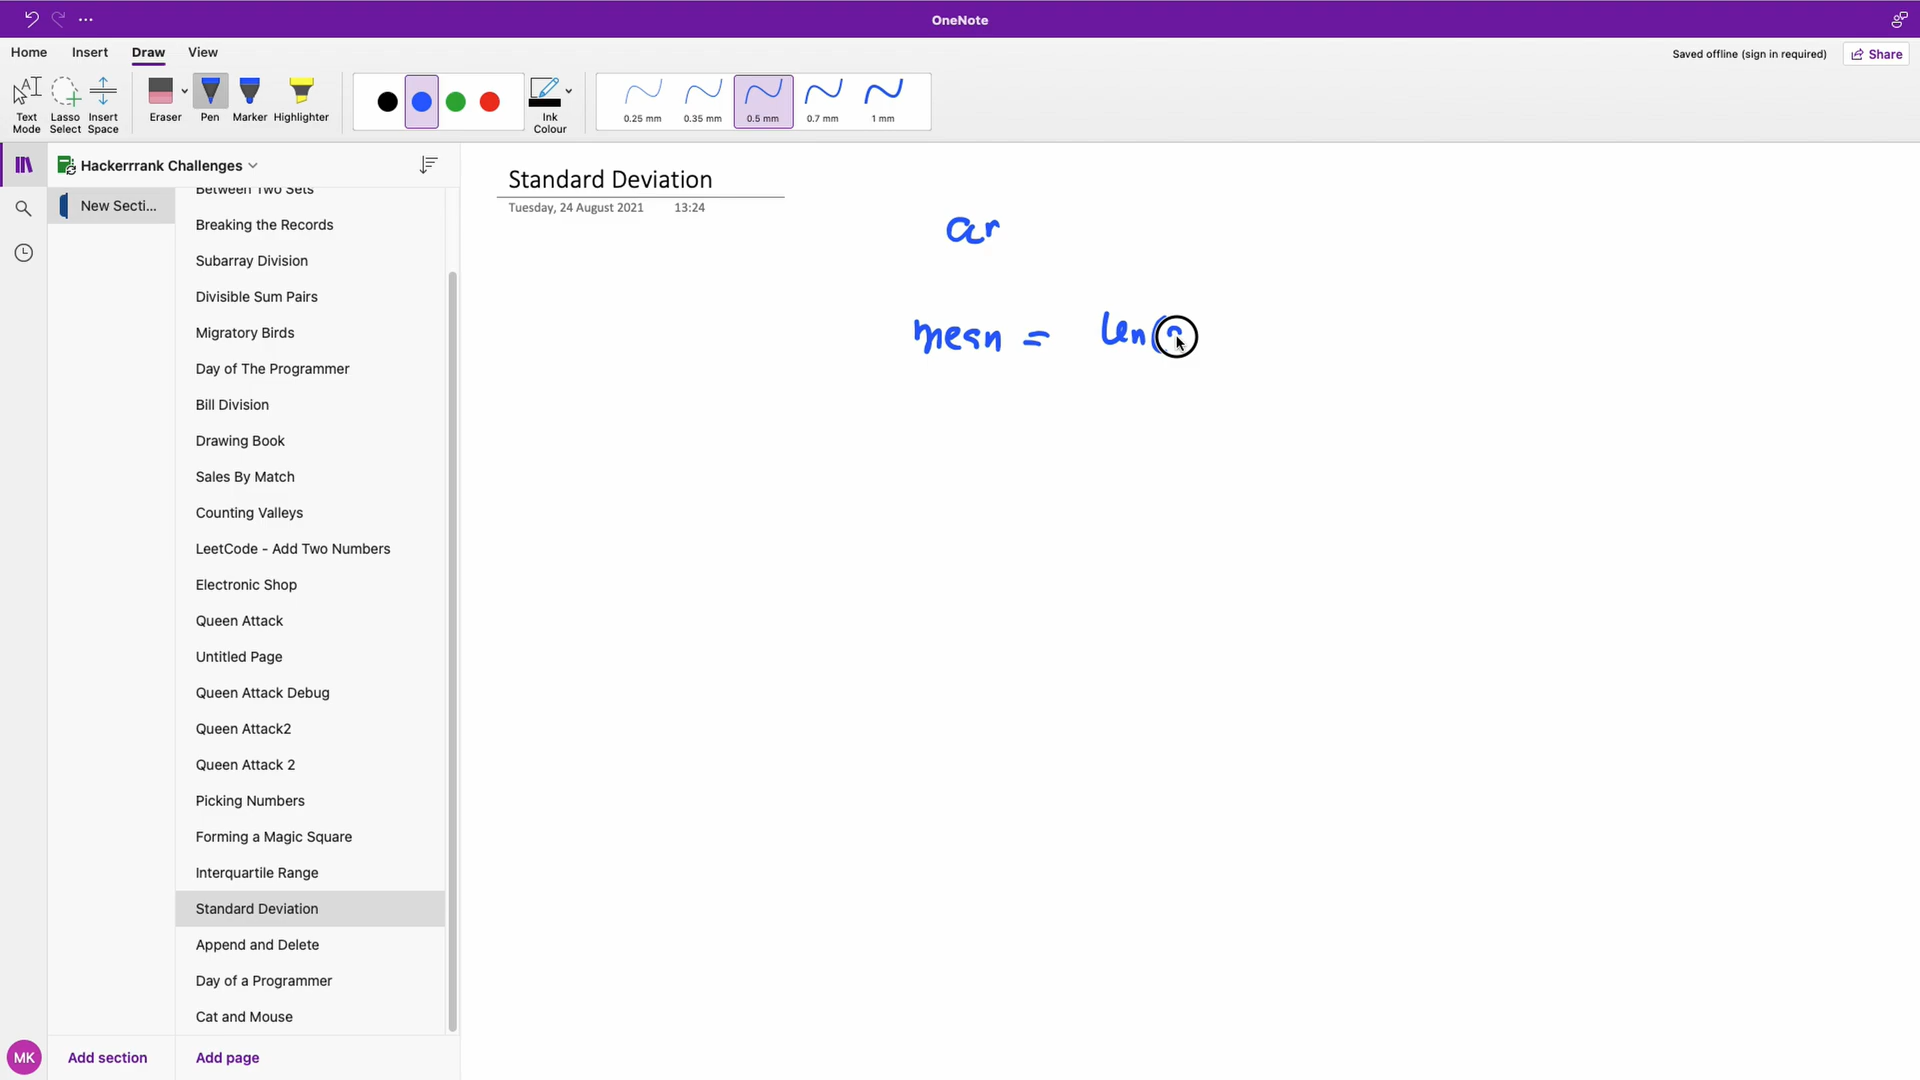 OneNote
Home Insert Draw View
Saved offline (sign in required) Share
Text Mode
Lasso Select
Insert Space
Eraser
Pen
Marker
Highlighter
Ink Colour
0.25 mm
0.35 mm
0.5 mm
0.7 mm
1 mm
Hackerrrank Challenges
New Secti...
Between Two Sets
Breaking the Records
Subarray Division
Divisible Sum Pairs
Migratory Birds
Day of The Programmer
Bill Division
Drawing Book
Sales By Match
Counting Valleys
LeetCode - Add Two Numbers
Electronic Shop
Queen Attack
Untitled Page
Queen Attack Debug
Queen Attack2
Queen Attack 2
Picking Numbers
Forming a Magic Square
Interquartile Range
Standard Deviation
Append and Delete
Day of a Programmer
Cat and Mouse
MK
Add section
Add page
Standard Deviation
Tuesday, 24 August 2021 13:24
ar
mean = len(